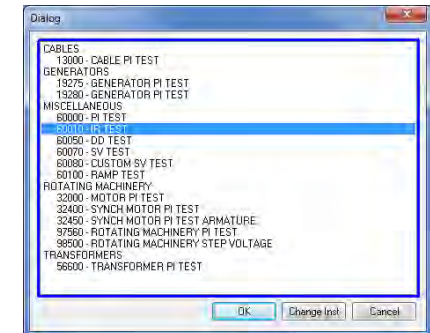 Dialog
CABLES
13000 - CABLE PI TEST
GENERATORS
19275 - GENERATOR PI TEST
19280 - GENERATOR PI TEST
MISCELLANEOUS
60000 - PI TEST
60010 - IR TEST
60050 - DD TEST
60070 - SV TEST
60080 - CUSTOM SV TEST
60100 - RAMP TEST
ROTATING MACHINERY
32000 - MOTOR PI TEST
32400 - SYNCH MOTOR PI TEST
32450 - SYNCH MOTOR PI TEST ARMATURE
97560 - ROTATING MACHINERY PI TEST
98500 - ROTATING MACHINERY STEP VOLTAGE
TRANSFORMERS
56600 - TRANSFORMER PI TEST
OK Change Inst Cancel